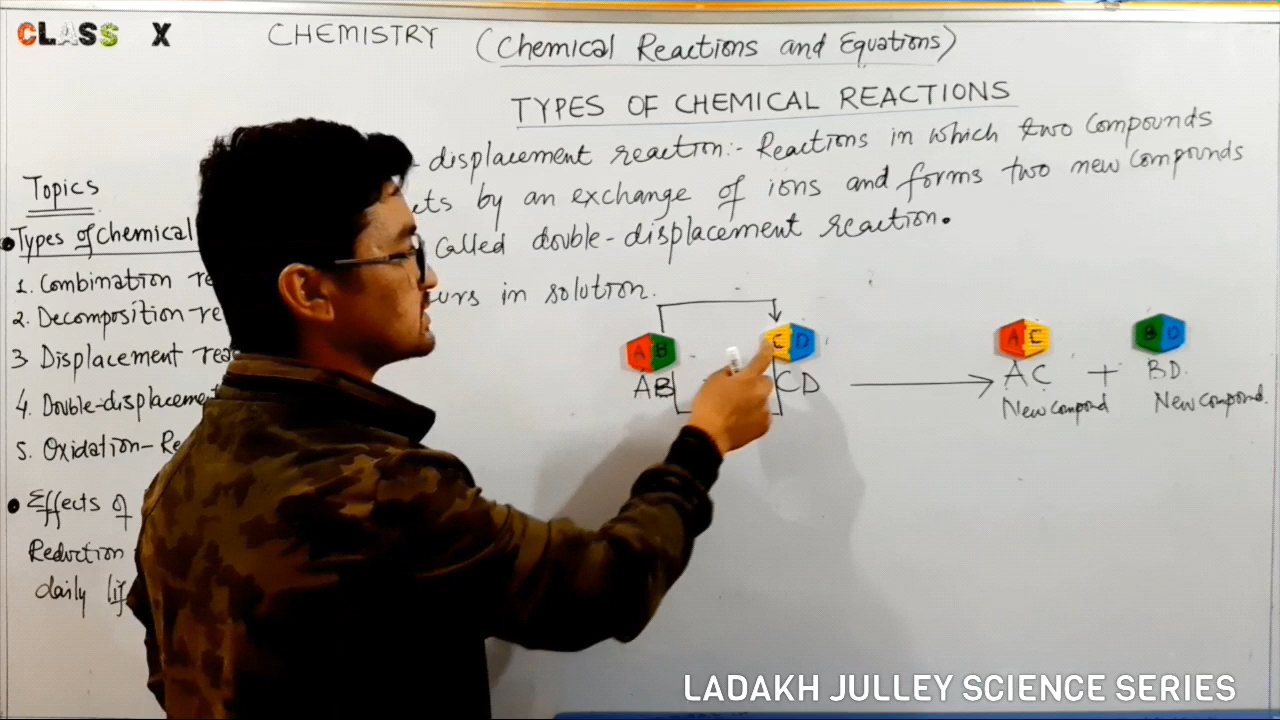 CLASS X
CHEMISTRY (Chemical Reactions and Equations)
TYPES OF CHEMICAL REACTIONS
- displacement reaction:- Reactions in which two compounds
by an exchange of ions and forms two new compounds
called double-displacement reaction.
in solution.
Topics
Types of chemical
1. Combination
2. Decomposition
3 Displacement
4. Double-displacement
5. Oxidation-
Effects of
Reduction
daily
A B
C D
A C
B D
AB
CD
AC + BD.
New compond
New compond.
LADAKH JULLEY SCIENCE SERIES